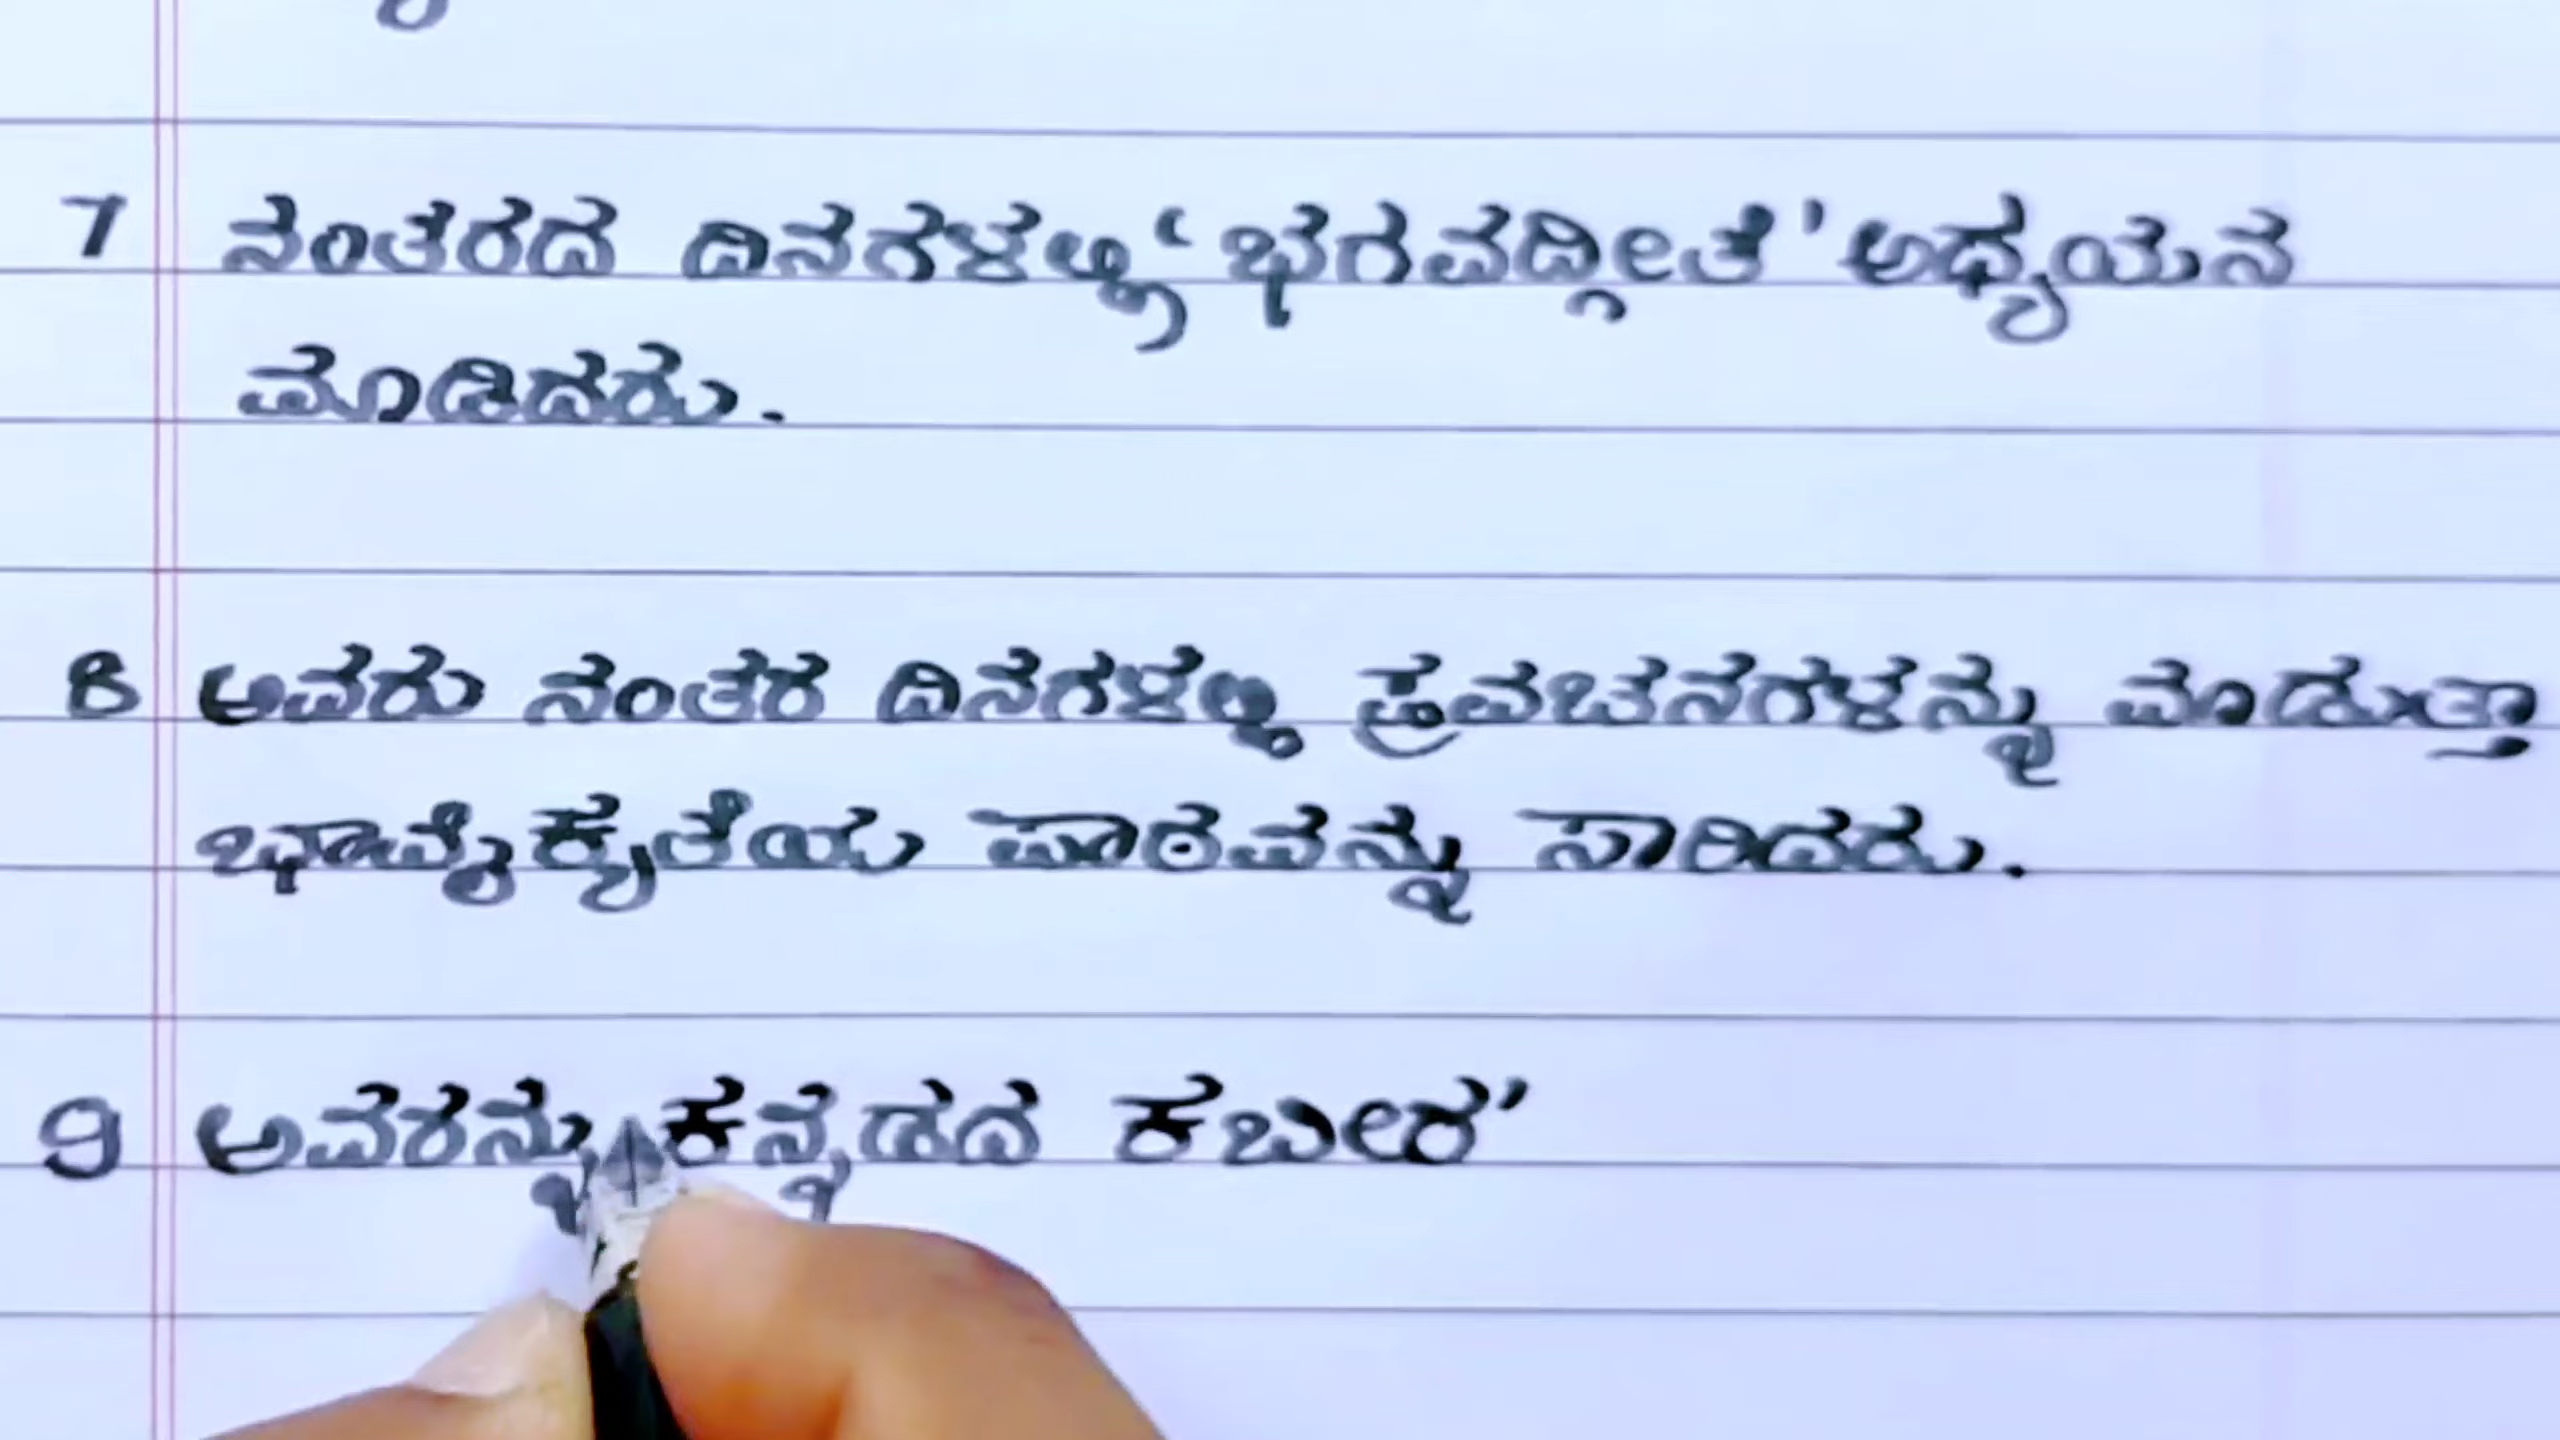 7 ನಂತರದ ದಿನಗಳಲ್ಲಿ ‘ಭಗವದ್ಗೀತೆ’ ಅಧ್ಯಯನ
ಮಾಡಿದರು.
8 ಅವರು ನಂತರ ದಿನಗಳಲ್ಲಿ ಪ್ರವಚನಗಳನ್ನು ಮಾಡುತ್ತಾ
ಭಾವೈಕ್ಯತೆಯ ಪಾಠವನ್ನು ಸಾರಿದರು.
9 ಅವರನ್ನು ಕನ್ನಡದ ಕಬೀರ’